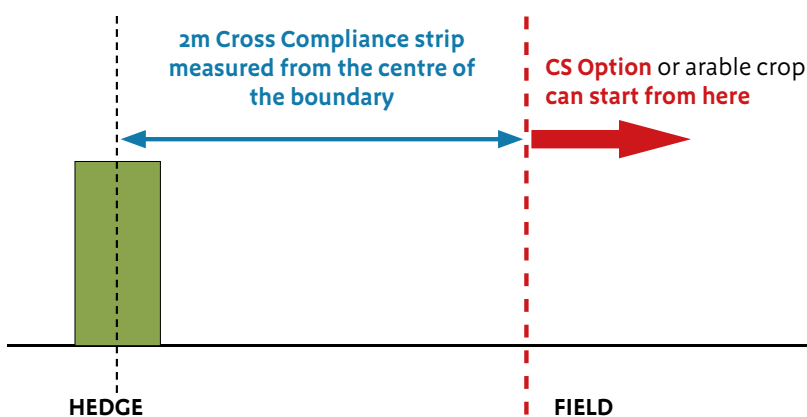 2m Cross Compliance strip
measured from the centre of
the boundary
CS Option or arable crop
can start from here
HEDGE
FIELD